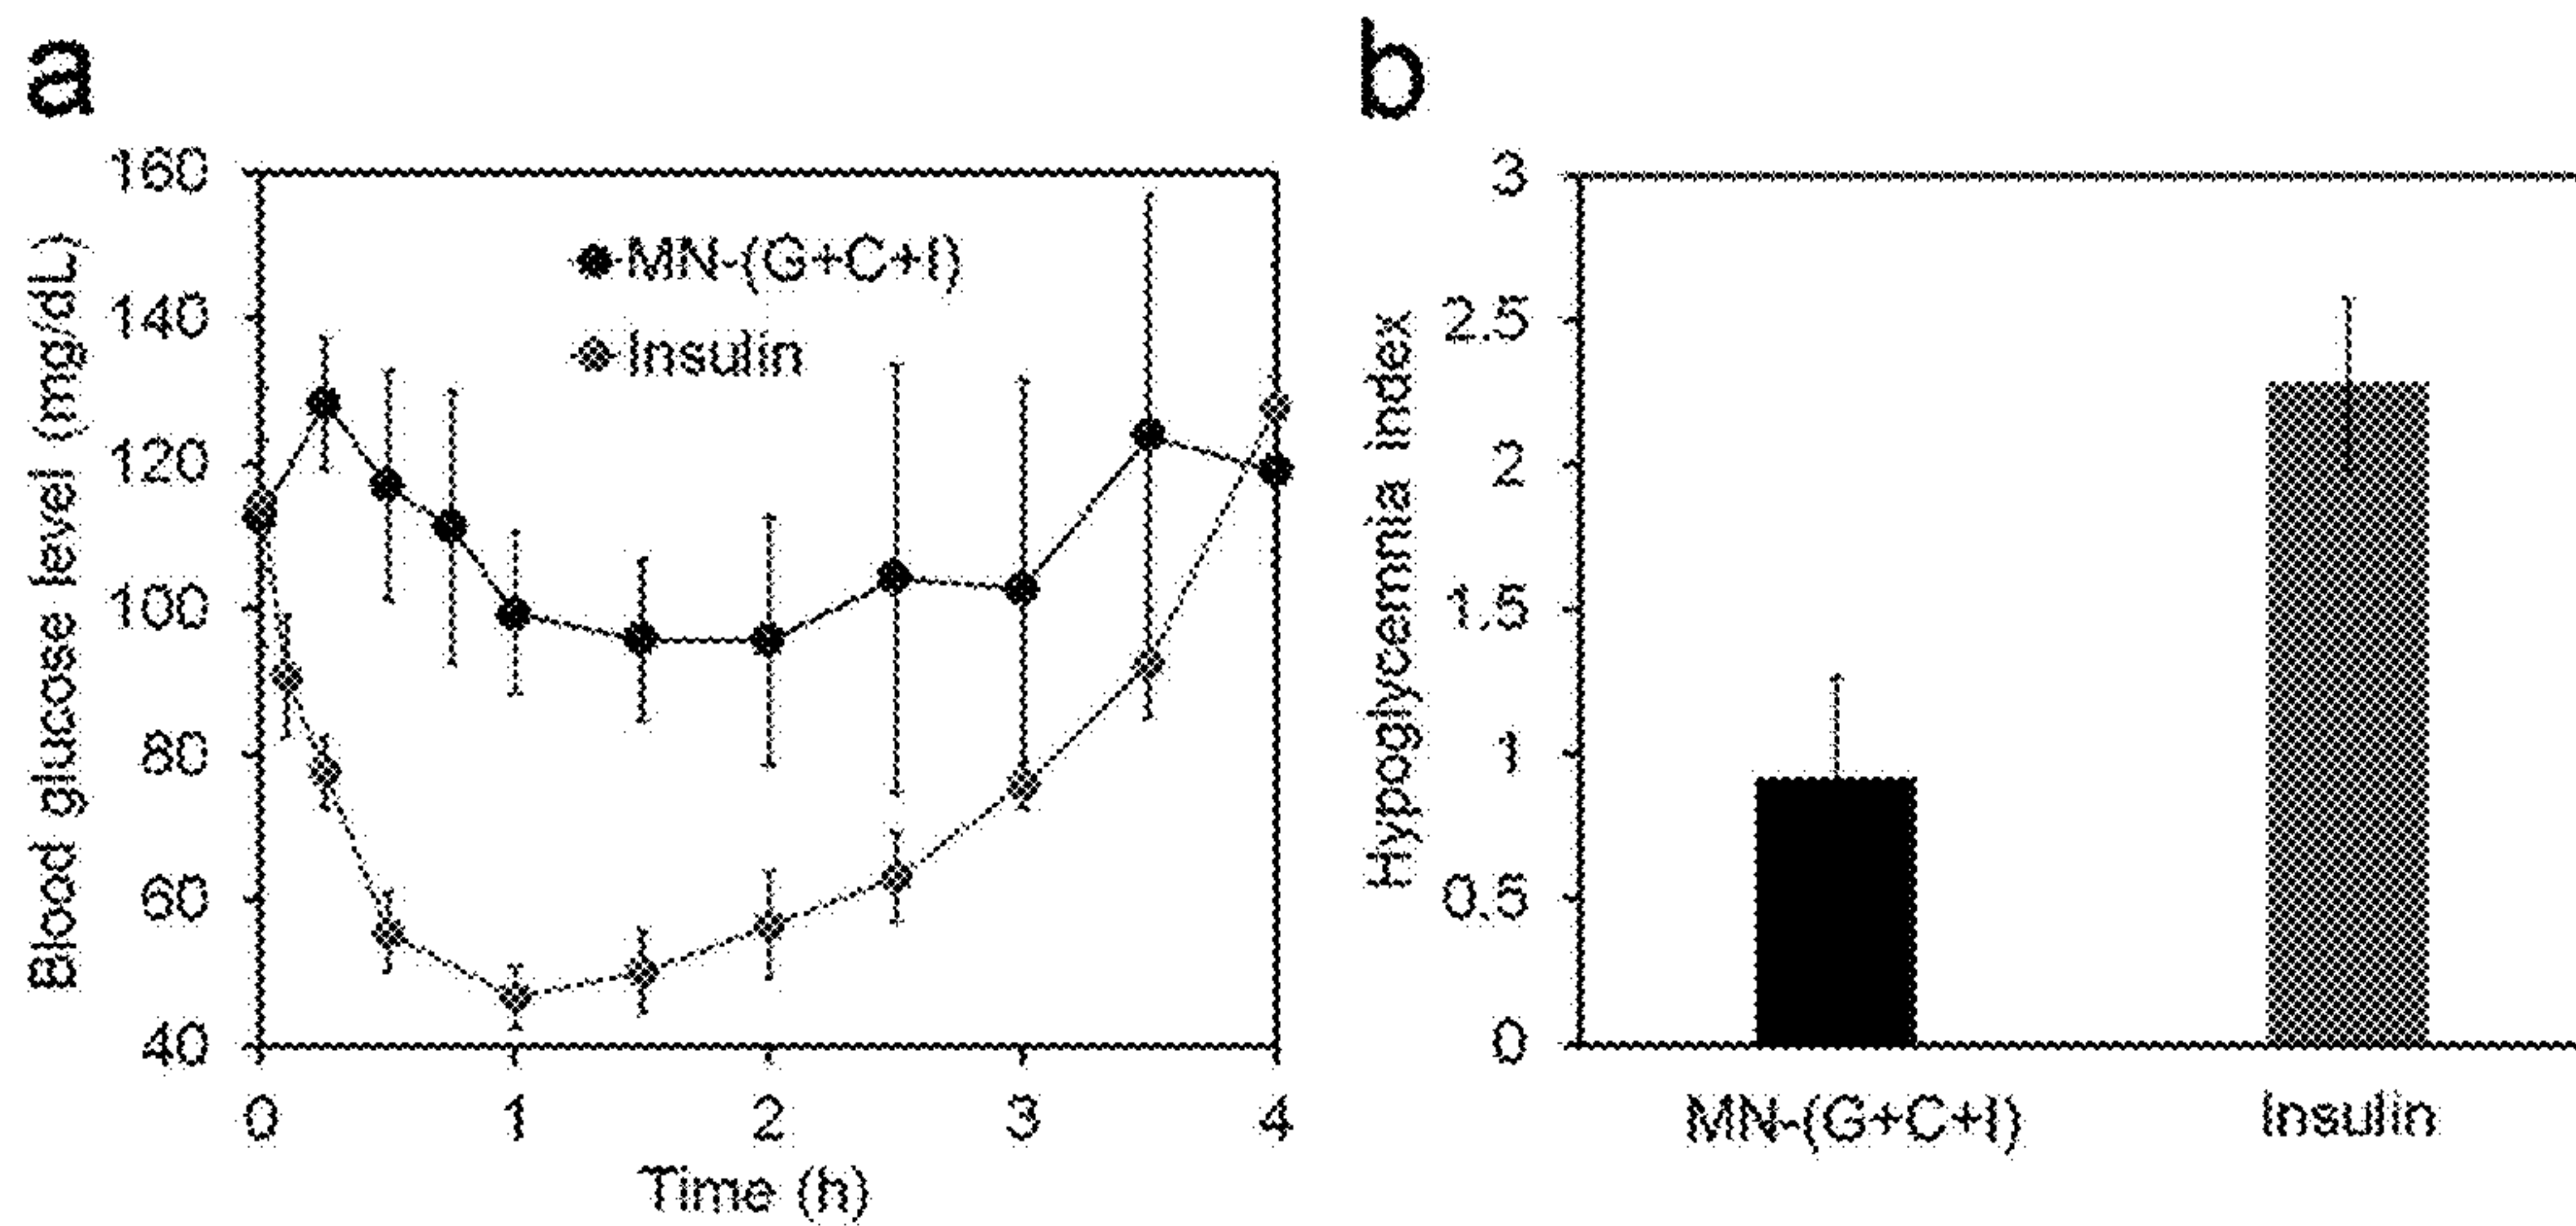 a
160
140
120
100
80
60
40
Blood glucose level (mg/dL)
MN-(G+C+I)
Insulin
0 1 2 3 4
Time (h)
b
3
2.5
2
1.5
1
0.5
0
Hypoglycemia index
MN-(G+C+I) Insulin